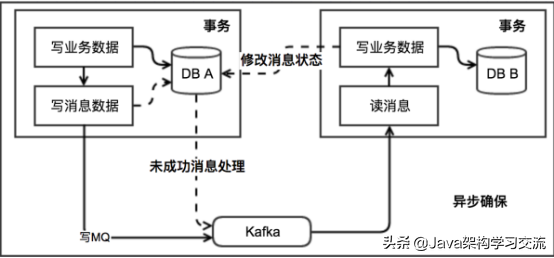 事务
事务
写业务数据
DB A
修改消息状态
写业务数据
DB B
写消息数据
读消息
未成功消息处理
异步确保
写MQ
Kafka
头条 @Java架构学习交流